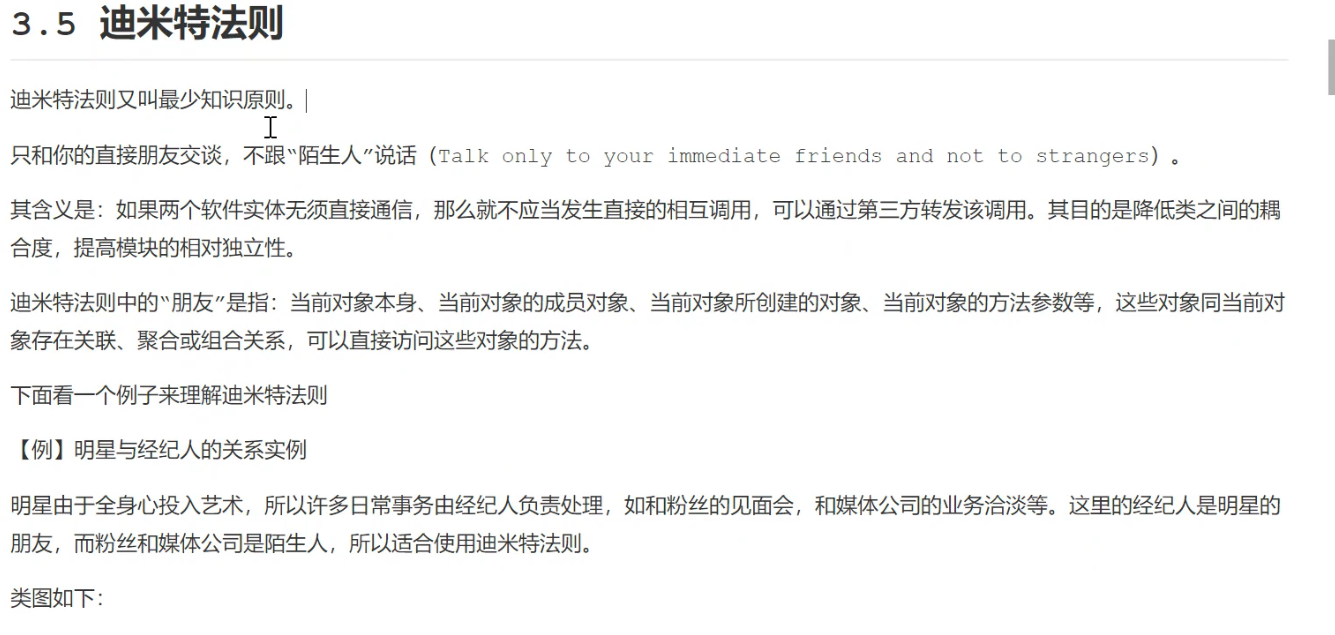 3.5 迪米特法则
迪米特法则又叫最少知识原则。
只和你的直接朋友交谈，不跟“陌生人”说话（Talk only to your immediate friends and not to strangers）。
其含义是：如果两个软件实体无须直接通信，那么就不应当发生直接的相互调用，可以通过第三方转发该调用。其目的是降低类之间的耦
合度，提高模块的相对独立性。
迪米特法则中的“朋友”是指：当前对象本身、当前对象的成员对象、当前对象所创建的对象、当前对象的方法参数等，这些对象同当前对
象存在关联、聚合或组合关系，可以直接访问这些对象的方法。
下面看一个例子来理解迪米特法则
【例】明星与经纪人的关系实例
明星由于全身心投入艺术，所以许多日常事务由经纪人负责处理，如和粉丝的见面会，和媒体公司的业务洽淡等。这里的经纪人是明星的
朋友，而粉丝和媒体公司是陌生人，所以适合使用迪米特法则。
类图如下：